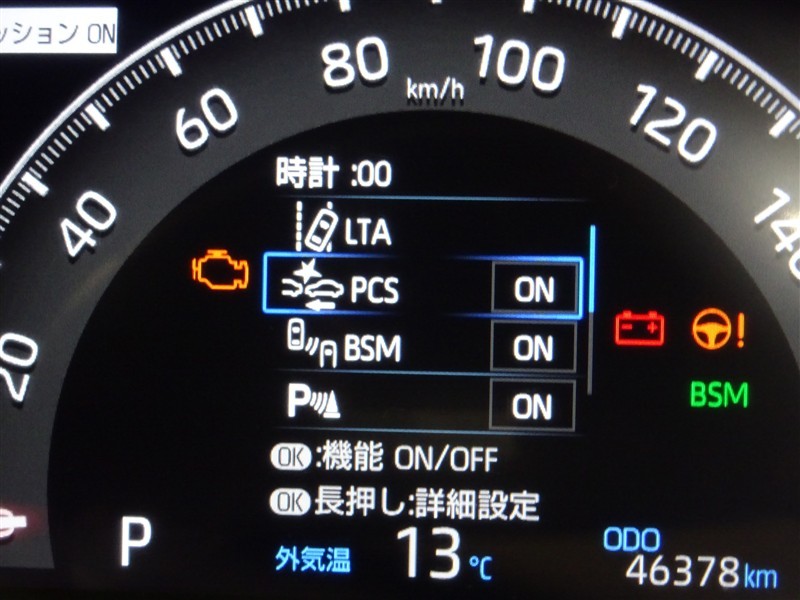 ッション ON
20
40
60
80
100
120
140
km/h
時計 :00
LTA
PCS ON
BSM ON
P ON
OK:機能 ON/OFF
OK長押し:詳細設定
BSM
P
外気温 13℃
ODO
46378km